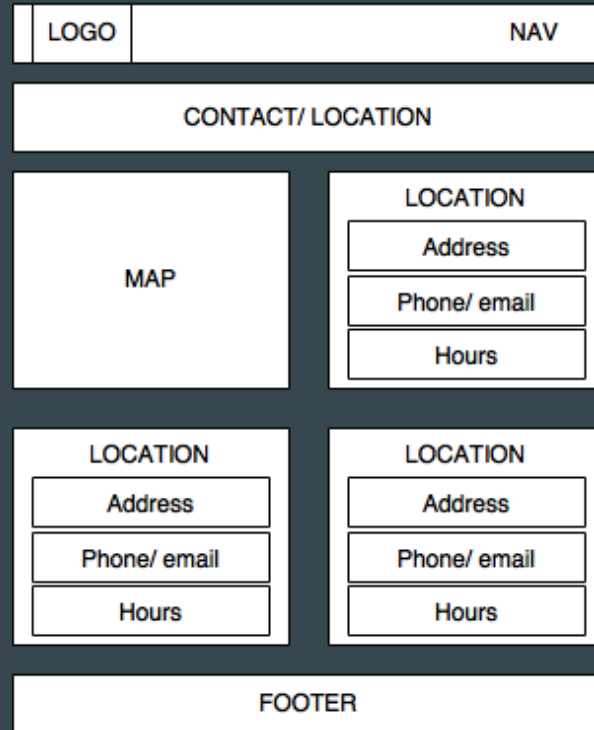 LOGO NAV
CONTACT/ LOCATION
MAP
LOCATION
Address
Phone/ email
Hours
LOCATION
Address
Phone/ email
Hours
LOCATION
Address
Phone/ email
Hours
FOOTER